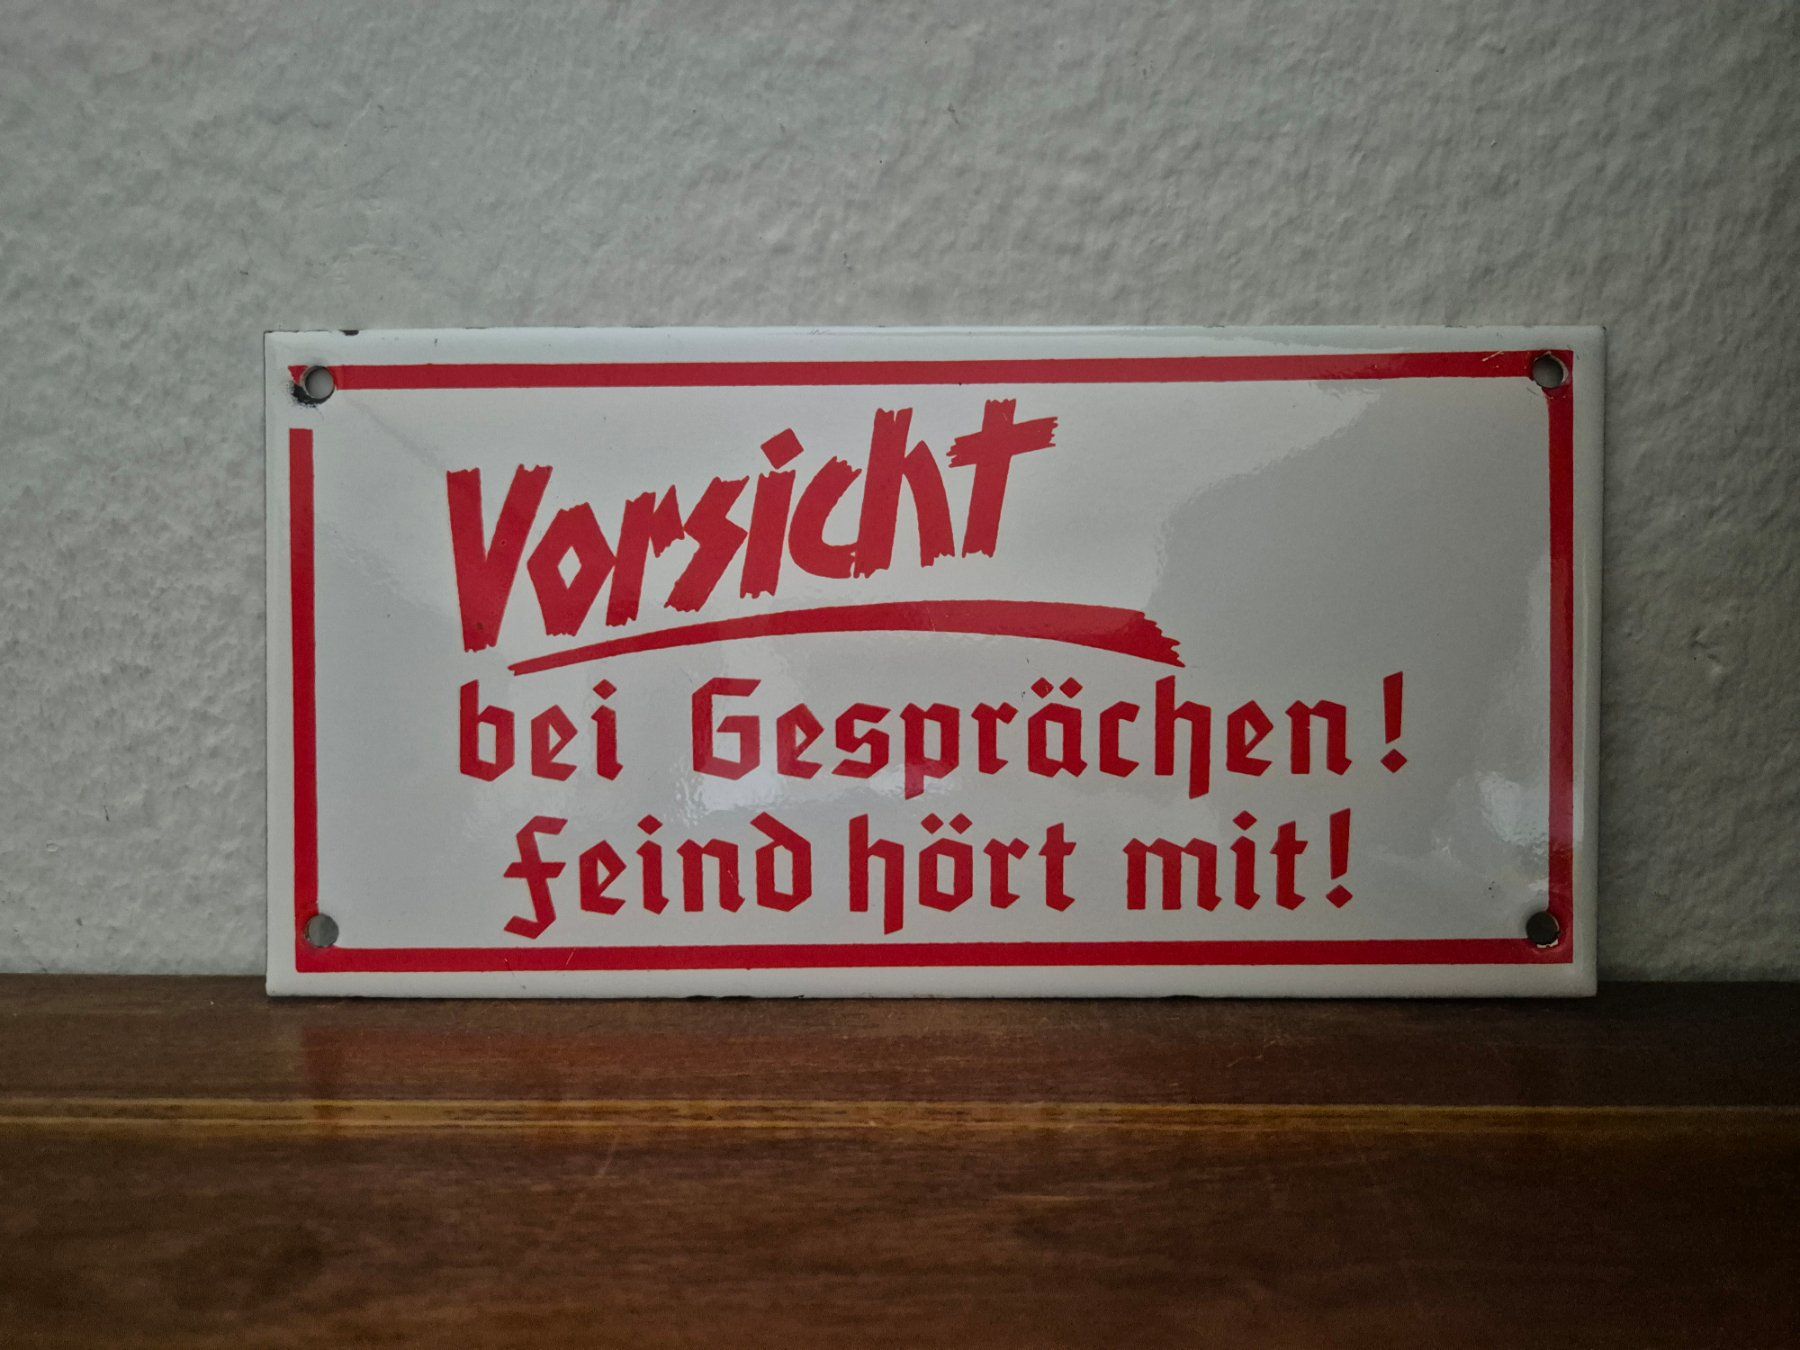 Vorsicht
bei Gesprächen!
Feind hört mit!